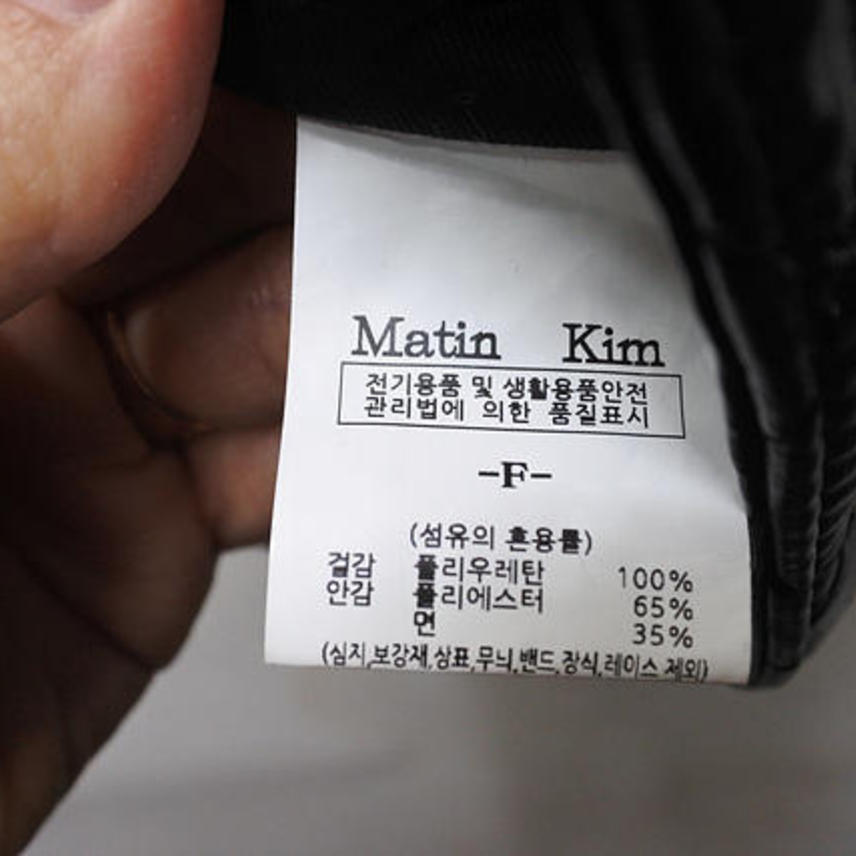 Matin Kim
전기용품 및 생활용품안전
관리법에 의한 품질표시
-F-
(섬유의 혼용률)
겉감 폴리우레탄 100%
안감 폴리에스터 65%
면 35%
(심지,보강재,상표,무늬,밴드,장식,레이스 제외)